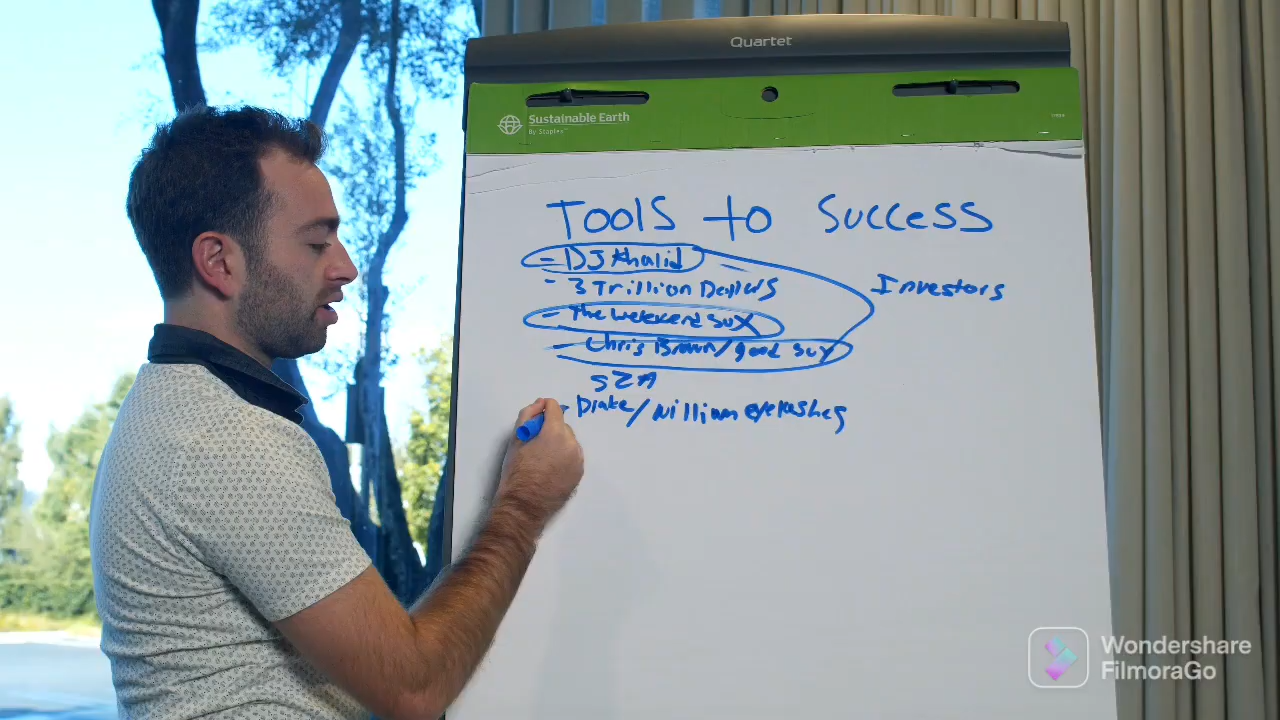 Quartet
Sustainable Earth
By Staples
Tools to Success
- DJ Khalid
- 3 Trillion Dollars
Investors
- The Weekend sux
- Chris Brown/good guy
SZA
- Drake/Million eyelashes
Wondershare
FilmoraGo